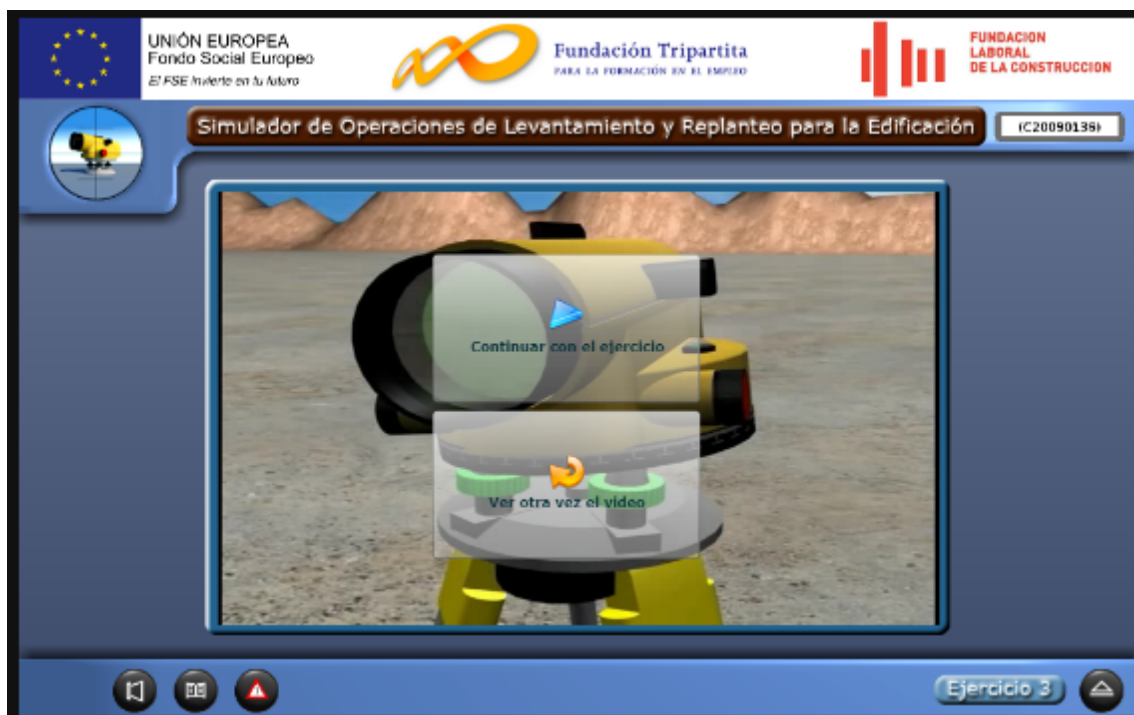 UNIÓN EUROPEA
Fondo Social Europeo
El FSE invierte en tu futuro
Fundación Tripartita
PARA LA FORMACIÓN EN EL EMPLEO
FUNDACION
LABORAL
DE LA CONSTRUCCION
Simulador de Operaciones de Levantamiento y Replanteo para la Edificación
(C20090136)
Continuar con el ejercicio
Ver otra vez el video
Ejercicio 3